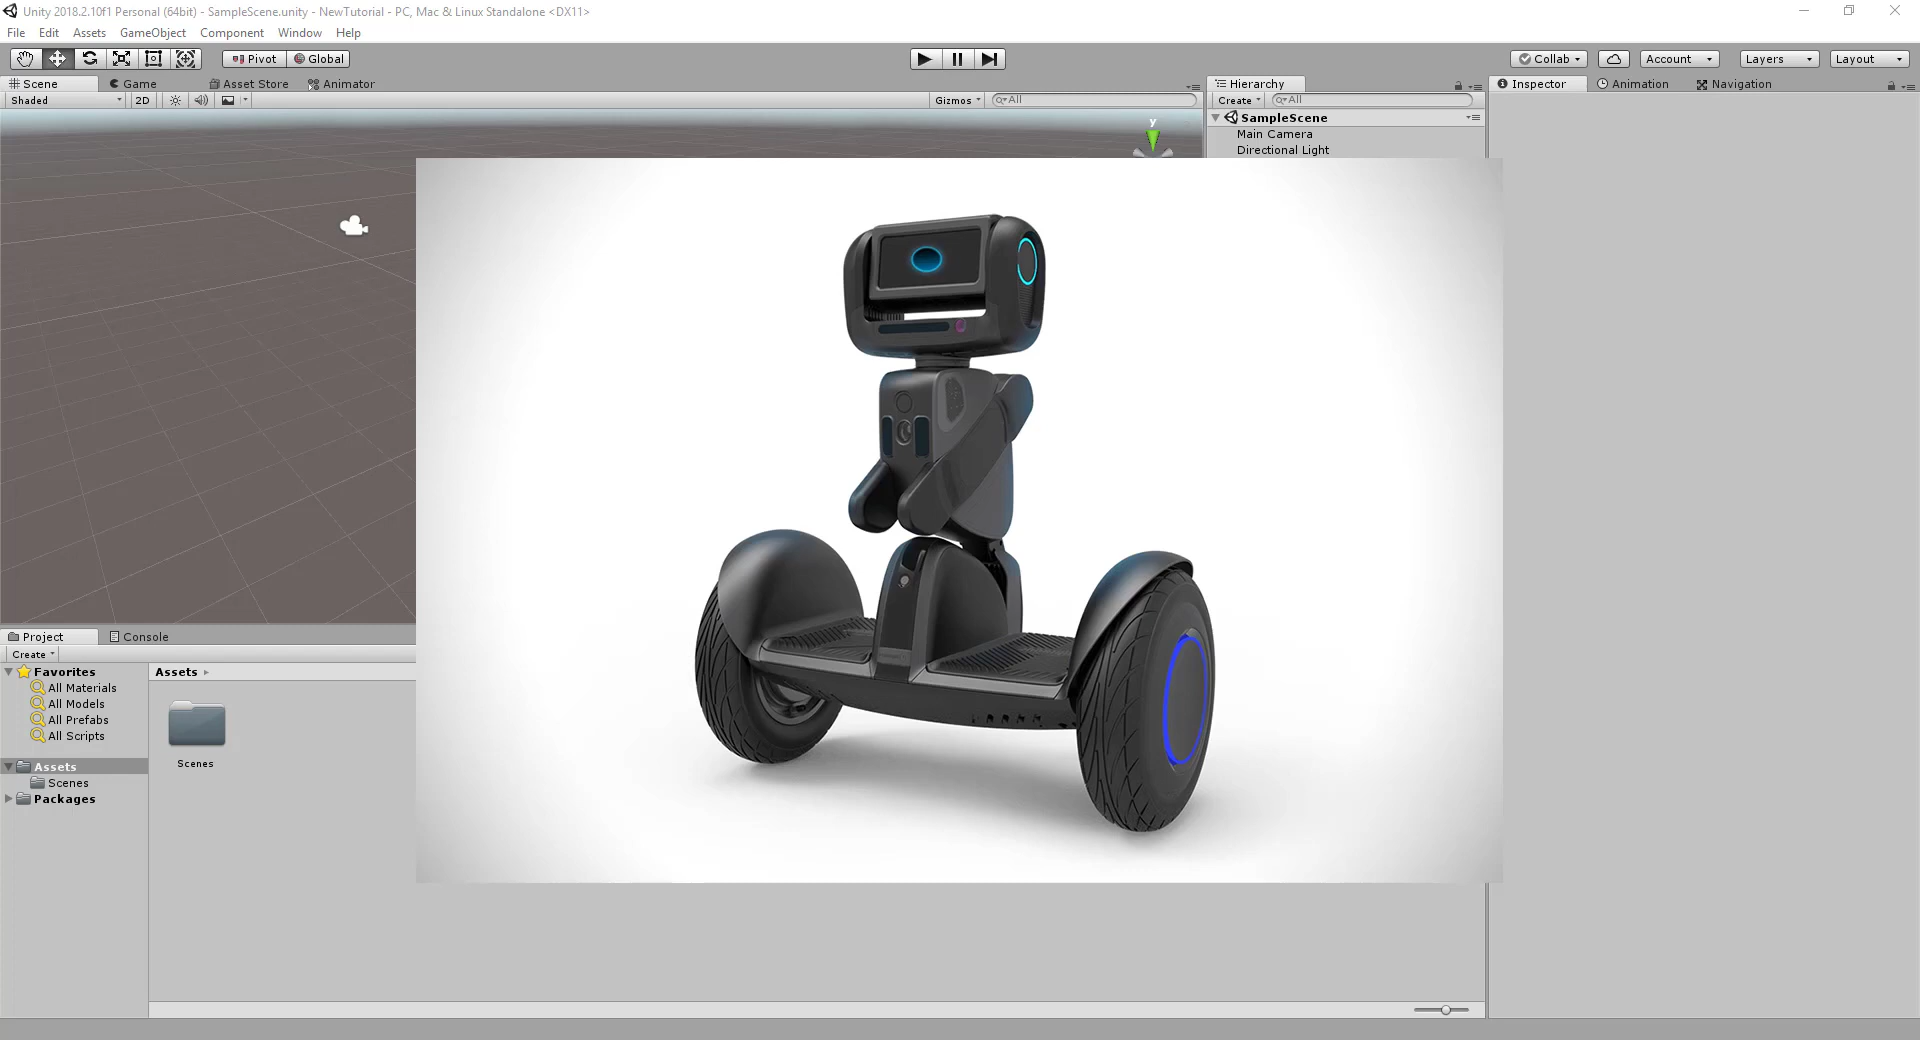 Unity 2018.2.10f1 Personal (64bit) - SampleScene.unity - NewTutorial - PC, Mac & Linux Standalone <DX11>
File Edit Assets GameObject Component Window Help
Pivot Global Collab Account Layers Layout
Scene Game Asset Store Animator Hierarchy Inspector Animation Navigation
Shaded 2D Gizmos All Create All
SampleScene
Main Camera
Directional Light
y
Project Console
Create
Favorites Assets
All Materials
All Models
All Prefabs
All Scripts
Scenes
Assets
Scenes
Packages